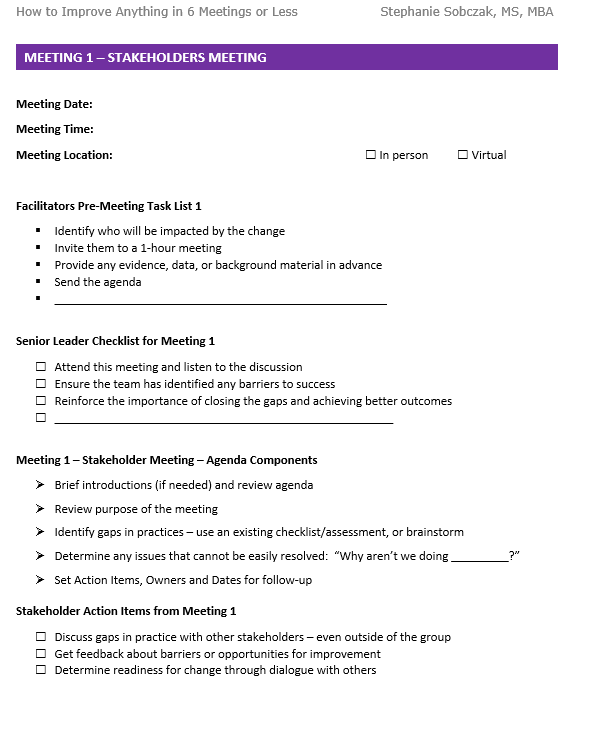 How to Improve Anything in 6 Meetings or Less Stephanie Sobczak, MS, MBA
MEETING 1 – STAKEHOLDERS MEETING
Meeting Date:
Meeting Time:
Meeting Location: ☐ In person ☐ Virtual
Facilitators Pre-Meeting Task List 1
▪ Identify who will be impacted by the change
▪ Invite them to a 1-hour meeting
▪ Provide any evidence, data, or background material in advance
▪ Send the agenda
▪ ____________________
Senior Leader Checklist for Meeting 1
☐ Attend this meeting and listen to the discussion
☐ Ensure the team has identified any barriers to success
☐ Reinforce the importance of closing the gaps and achieving better outcomes
☐ ____________________
Meeting 1 – Stakeholder Meeting – Agenda Components
➢ Brief introductions (if needed) and review agenda
➢ Review purpose of the meeting
➢ Identify gaps in practices – use an existing checklist/assessment, or brainstorm
➢ Determine any issues that cannot be easily resolved: “Why aren’t we doing _________?”
➢ Set Action Items, Owners and Dates for follow-up
Stakeholder Action Items from Meeting 1
☐ Discuss gaps in practice with other stakeholders – even outside of the group
☐ Get feedback about barriers or opportunities for improvement
☐ Determine readiness for change through dialogue with others